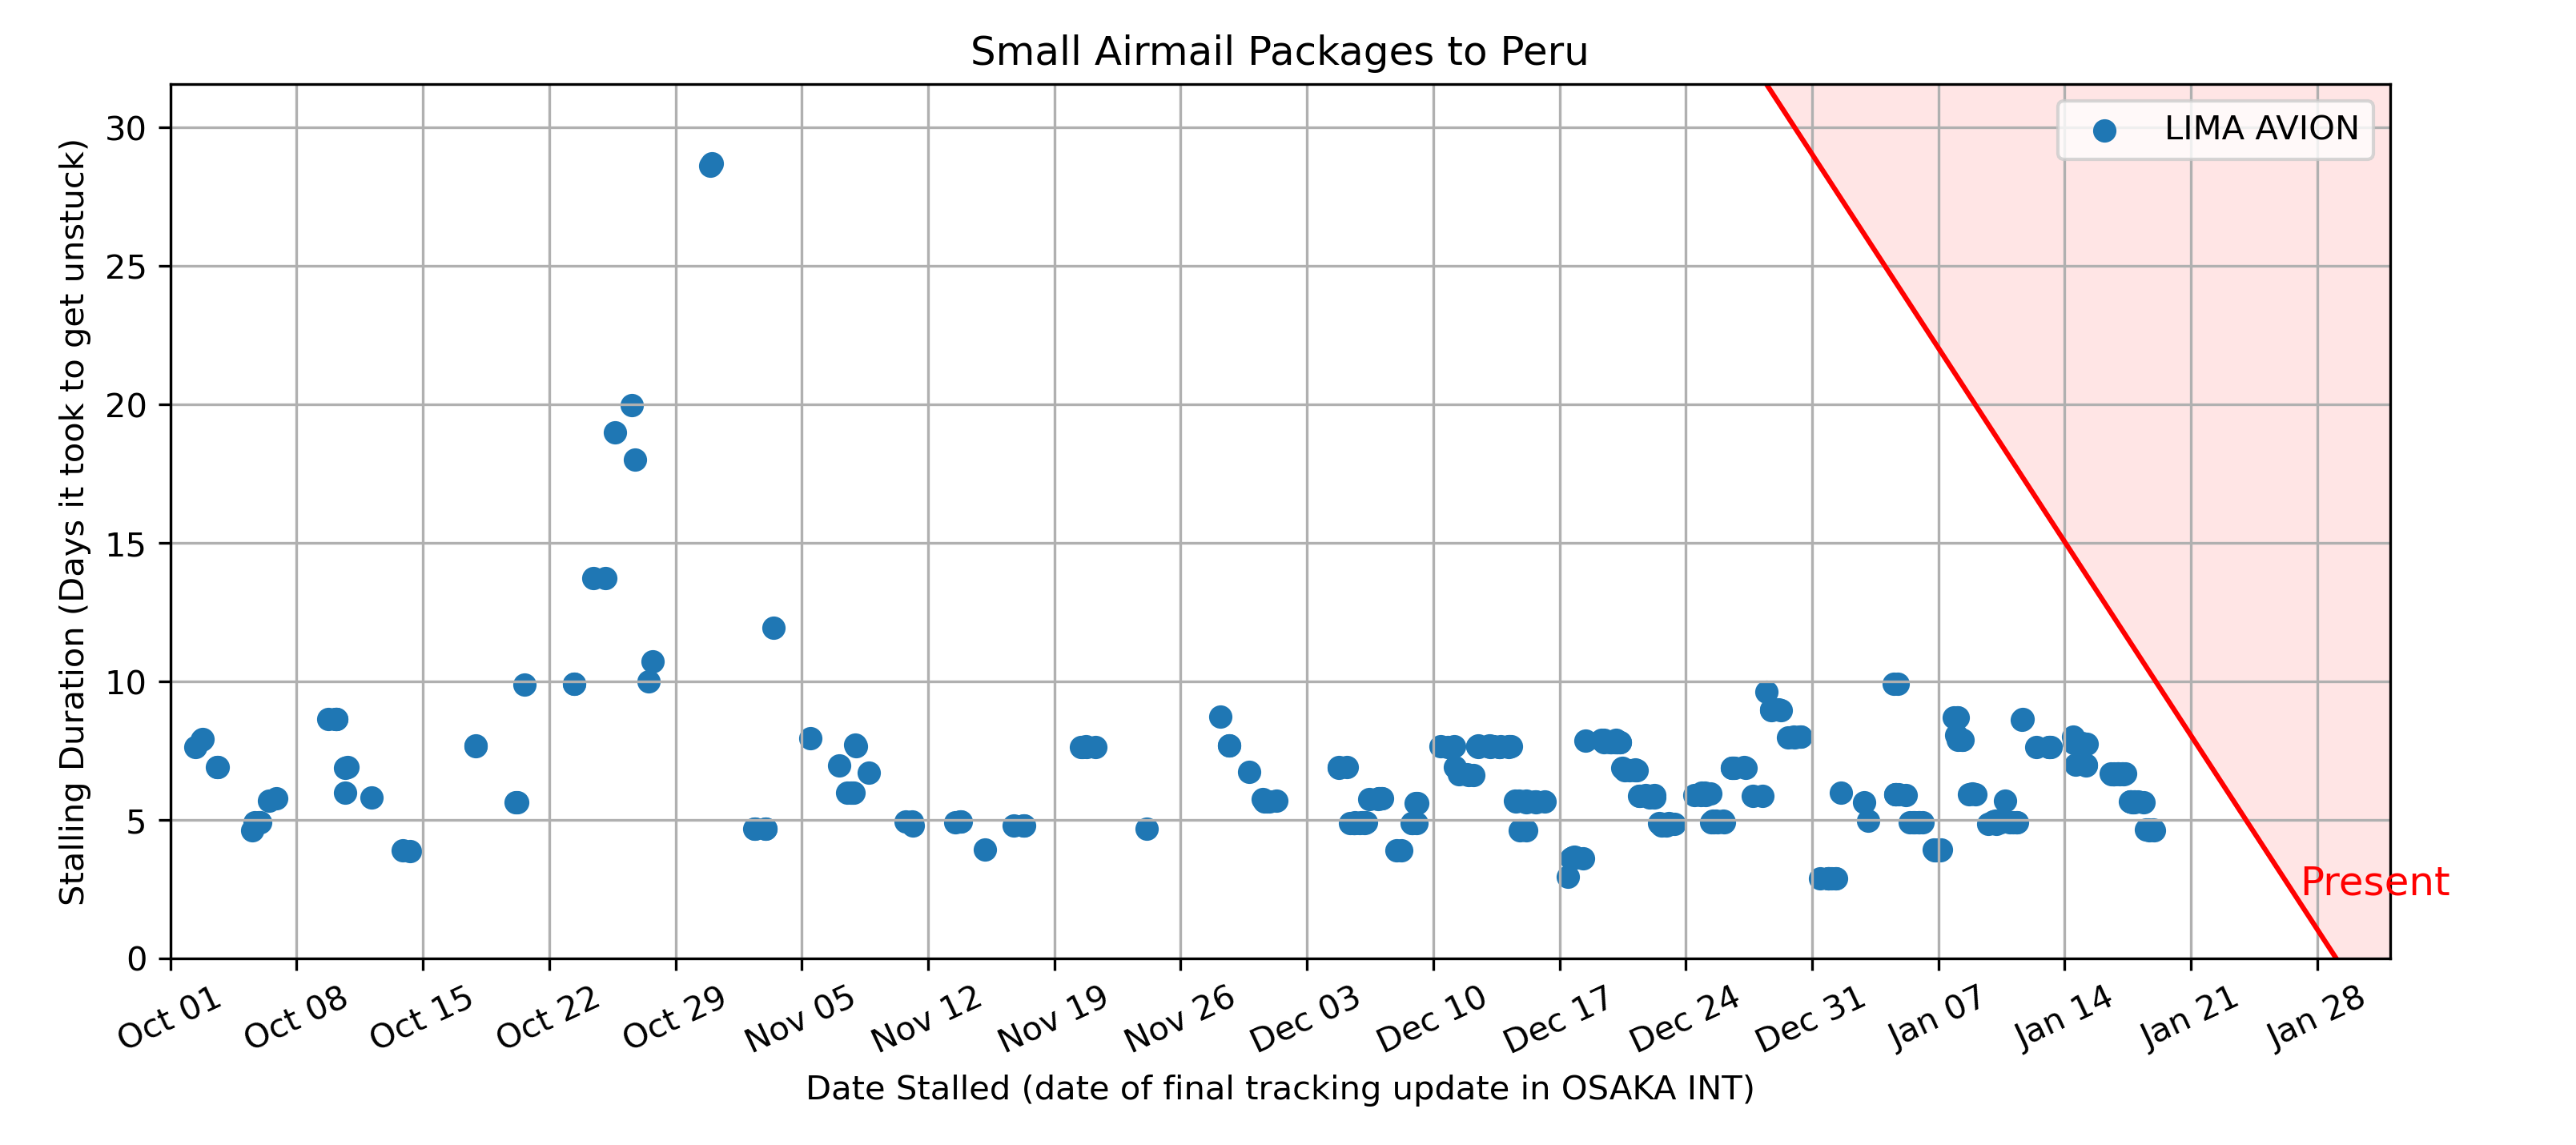 Small Airmail Packages to Peru
LIMA AVION
Stalling Duration (Days it took to get unstuck)
30
25
20
15
10
5
0
Present
Oct 01
Oct 08
Oct 15
Oct 22
Oct 29
Nov 05
Nov 12
Nov 19
Nov 26
Dec 03
Dec 10
Dec 17
Dec 24
Dec 31
Jan 07
Jan 14
Jan 21
Jan 28
Date Stalled (date of final tracking update in OSAKA INT)